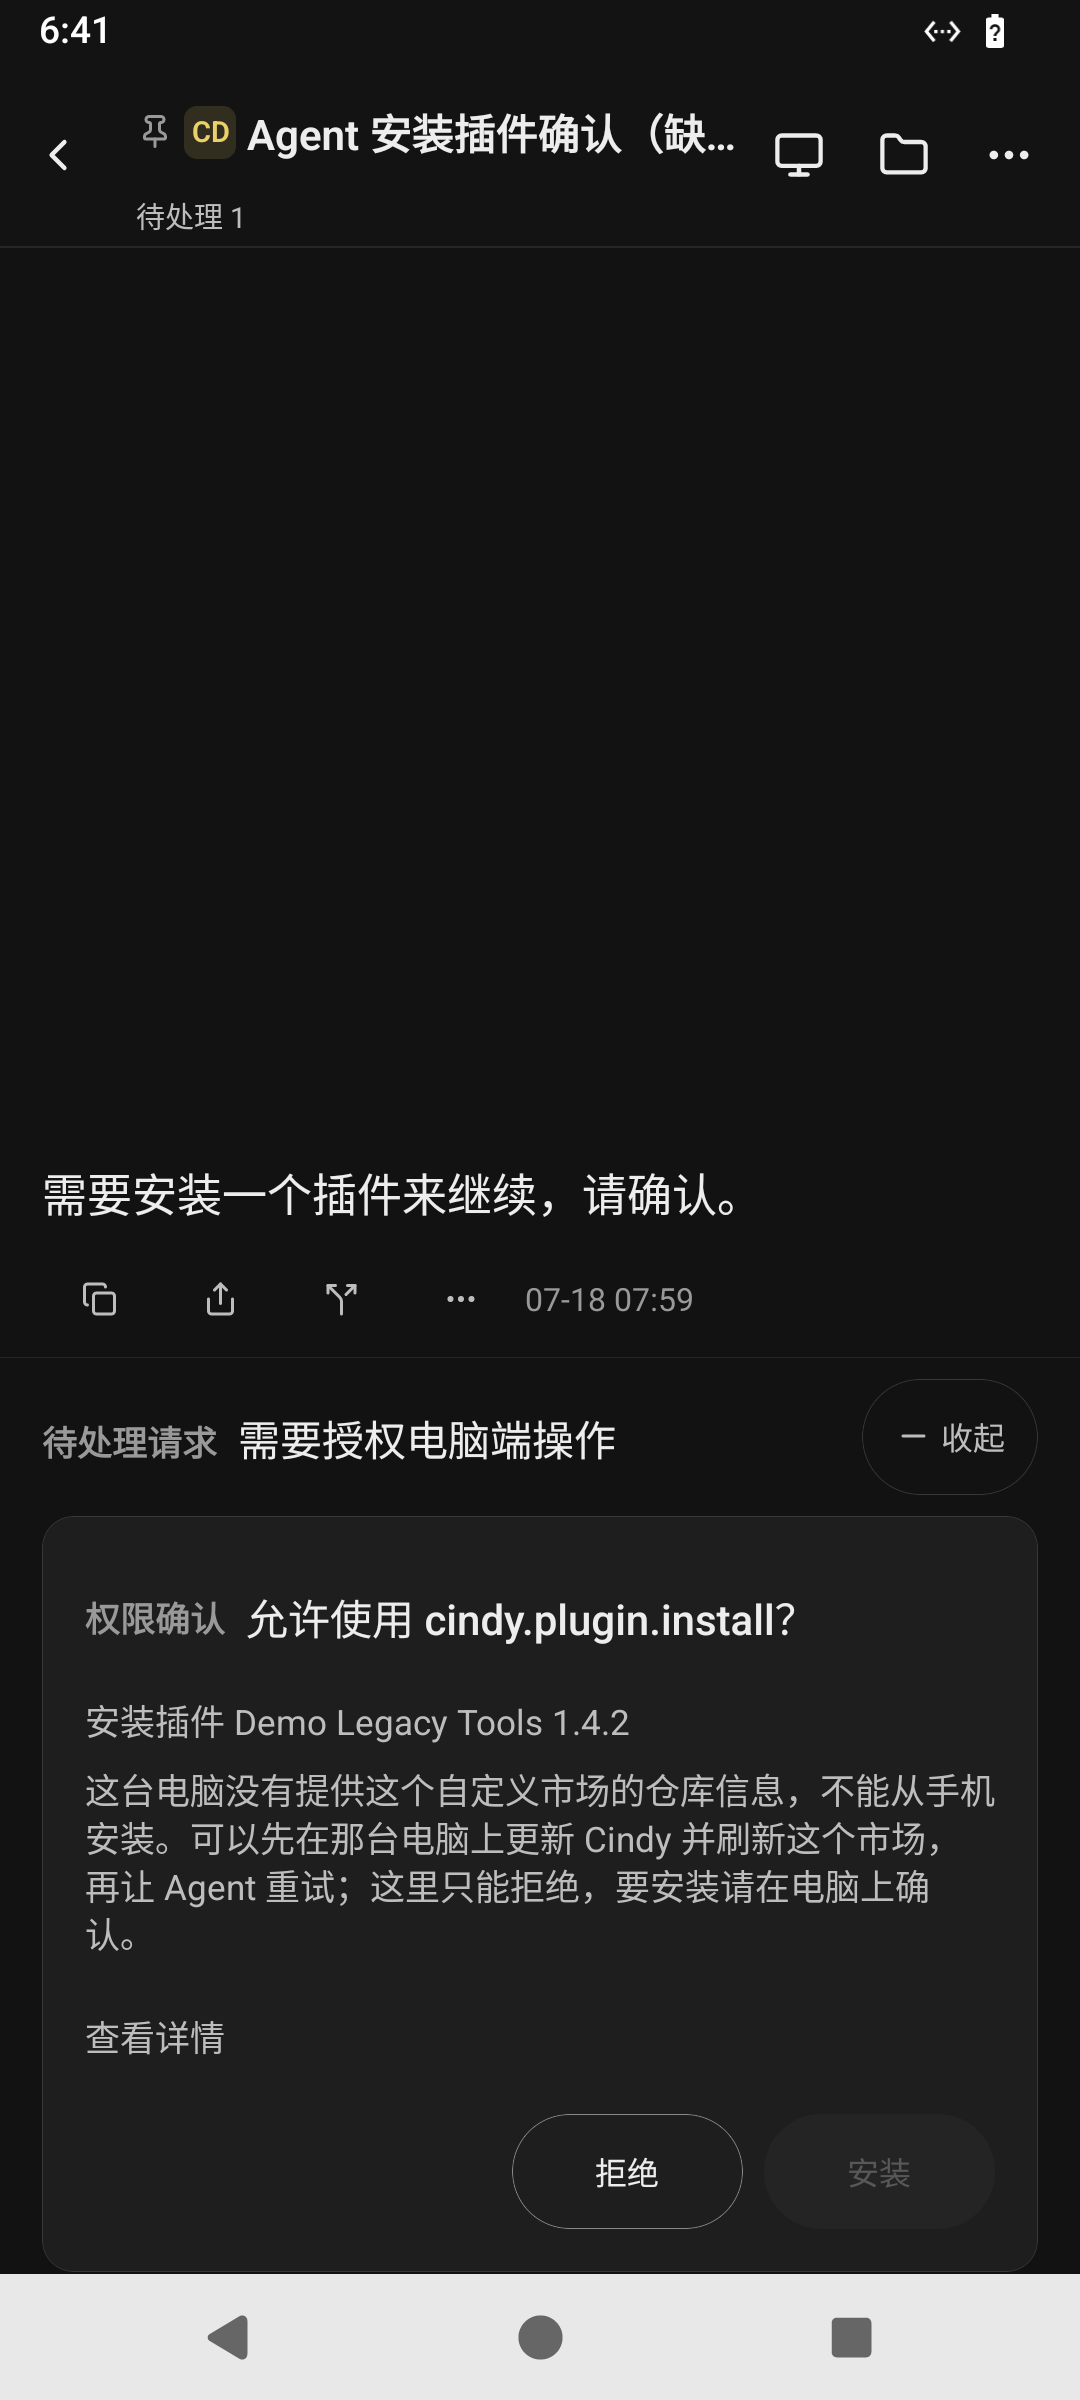 6:41
CD Agent 安装插件确认（缺...
待处理 1
需要安装一个插件来继续，请确认。
07-18 07:59
待处理请求 需要授权电脑端操作
收起
权限确认 允许使用 cindy.plugin.install？
安装插件 Demo Legacy Tools 1.4.2
这台电脑没有提供这个自定义市场的仓库信息，不能从手机
安装。可以先在那台电脑上更新 Cindy 并刷新这个市场，
再让 Agent 重试；这里只能拒绝，要安装请在电脑上确
认。
查看详情
拒绝
安装